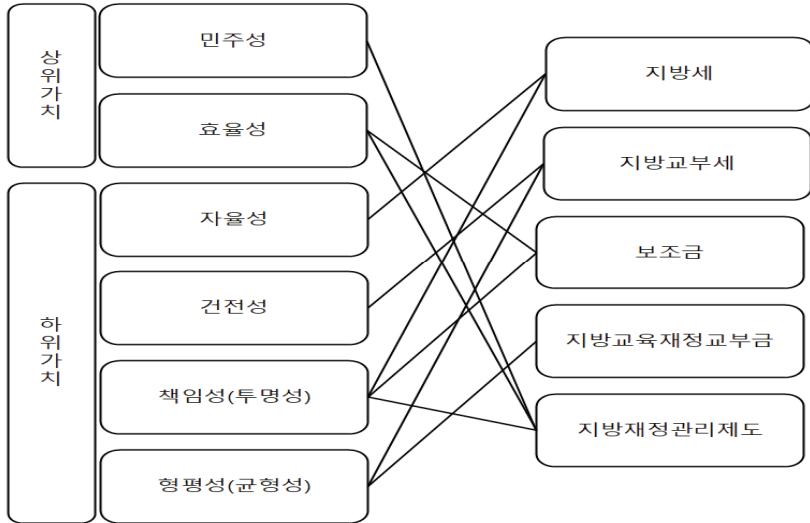 상위가치
민주성
효율성
하위가치
자율성
건전성
책임성(투명성)
형평성(균형성)
지방세
지방교부세
보조금
지방교육재정교부금
지방재정관리제도